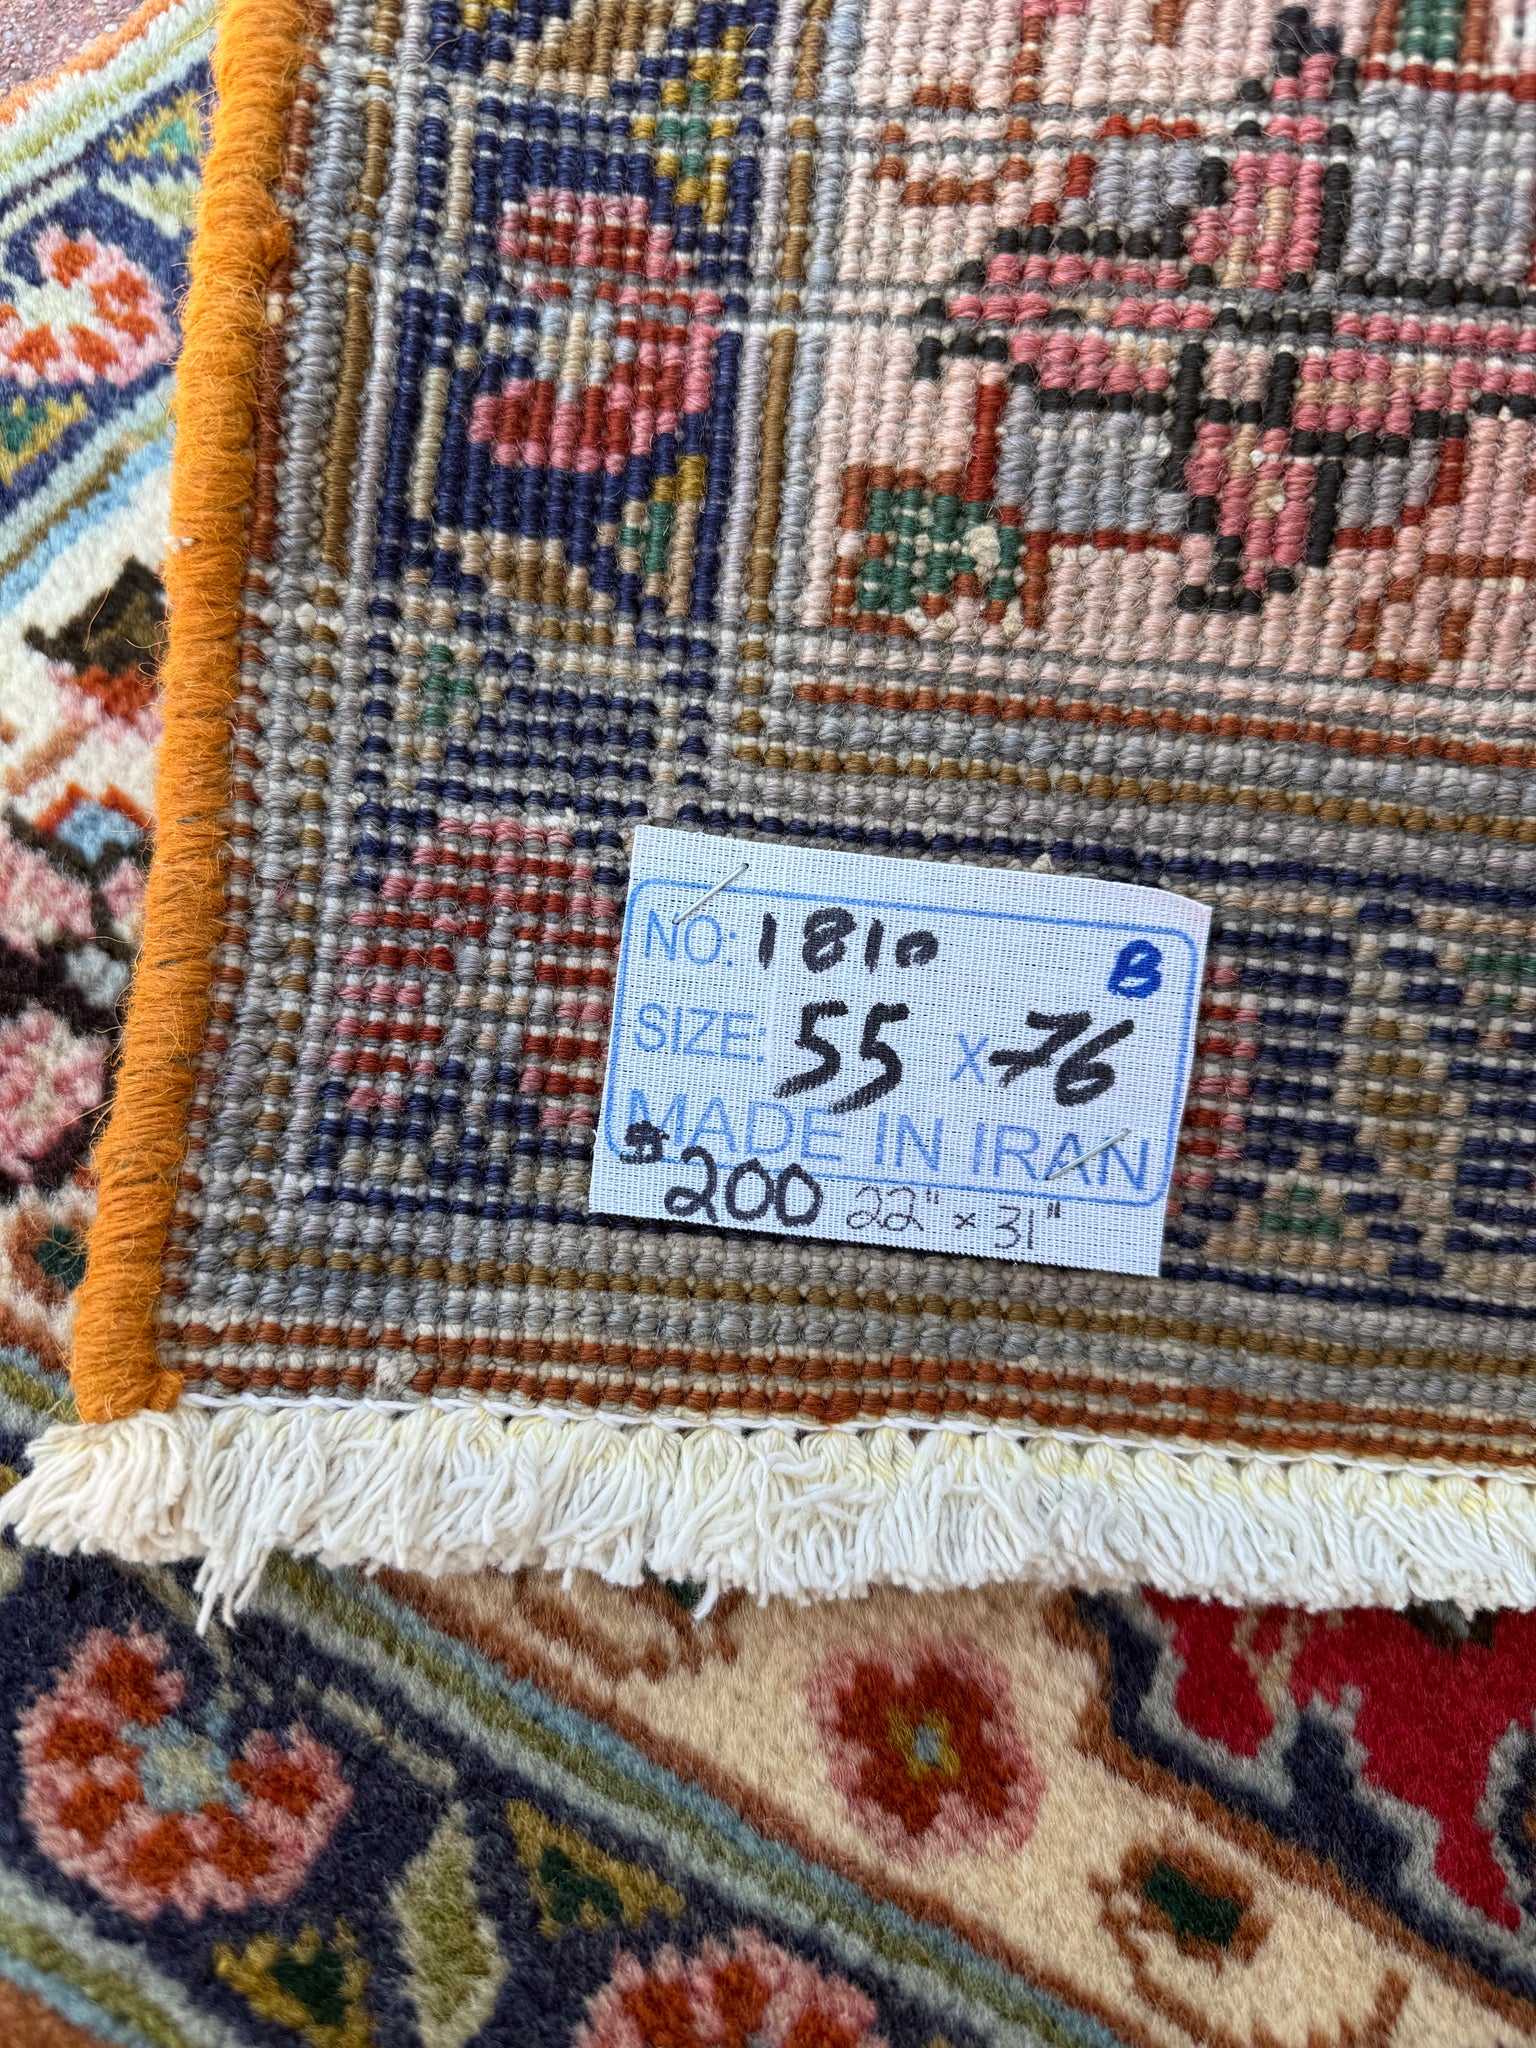 NO: 1810 B
SIZE: 55 x 76
MADE IN IRAN
$200 22" x 31"